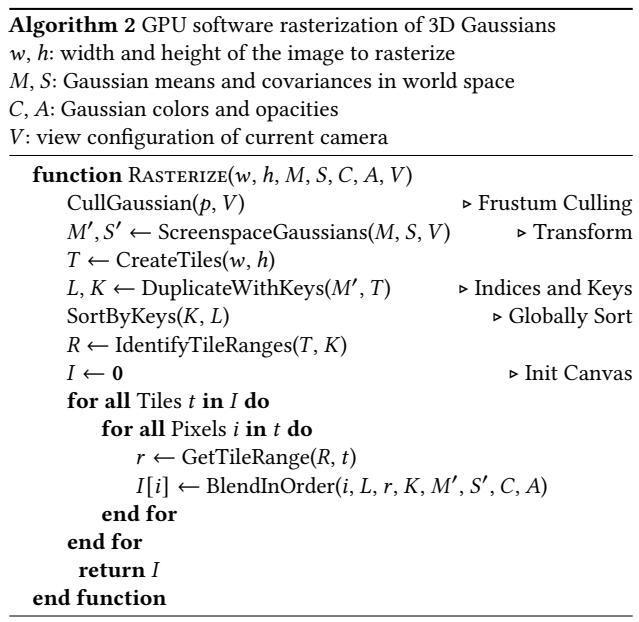 Algorithm 2 GPU software rasterization of 3D Gaussians
w, h: width and height of the image to rasterize
M, S: Gaussian means and covariances in world space
C, A: Gaussian colors and opacities
V: view configuration of current camera
function Rasterize(w, h, M, S, C, A, V)
CullGaussian(p, V) ▹ Frustum Culling
M′, S′ ← ScreenspaceGaussians(M, S, V) ▹ Transform
T ← CreateTiles(w, h)
L, K ← DuplicateWithKeys(M′, T) ▹ Indices and Keys
SortByKeys(K, L) ▹ Globally Sort
R ← IdentifyTileRanges(T, K)
I ← 0 ▹ Init Canvas
for all Tiles t in I do
for all Pixels i in t do
r ← GetTileRange(R, t)
I[i] ← BlendInOrder(i, L, r, K, M′, S′, C, A)
end for
end for
return I
end function